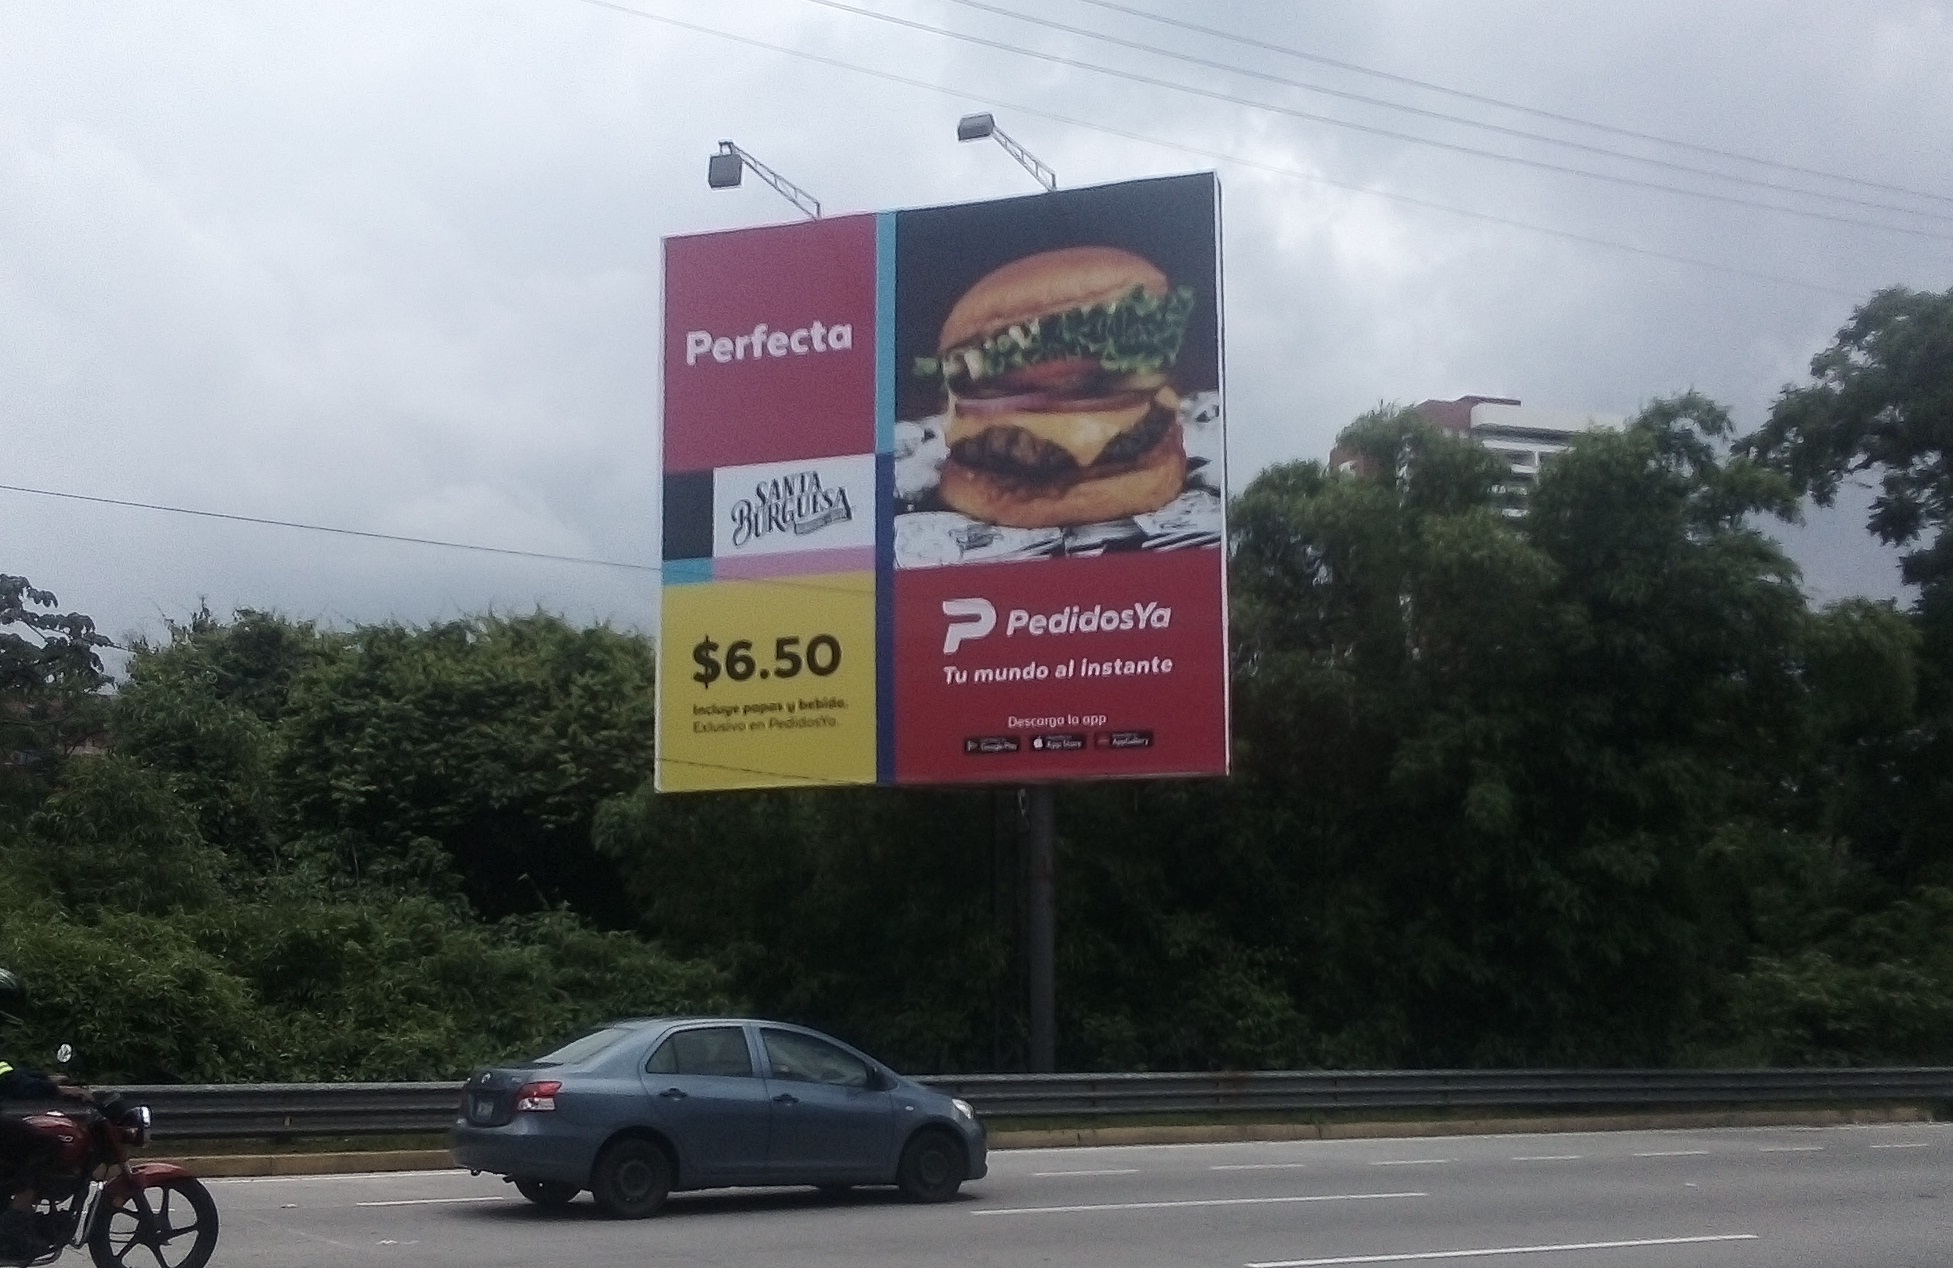 Perfecta
SANTA
BURGUESA
$6.50
Incluye papas y bebida.
Exlusivo en PedidosYa
PedidosYa
Tu mundo al instante
Descarga la app
Google Play
App Store
AppGallery